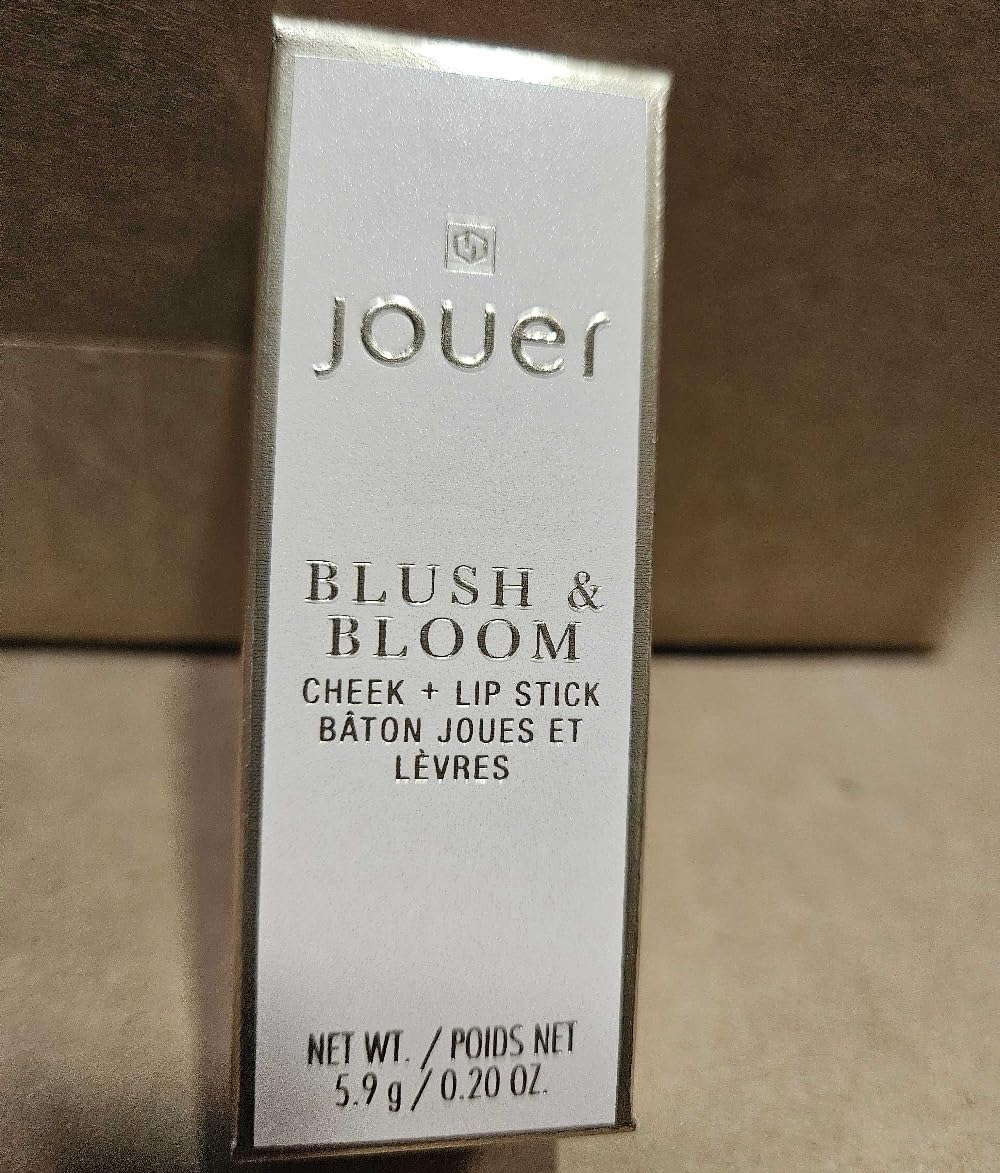 jouer
BLUSH &
BLOOM
CHEEK + LIP STICK
BÂTON JOUES ET
LÈVRES
NET WT. / POIDS NET
5.9 g / 0.20 OZ.